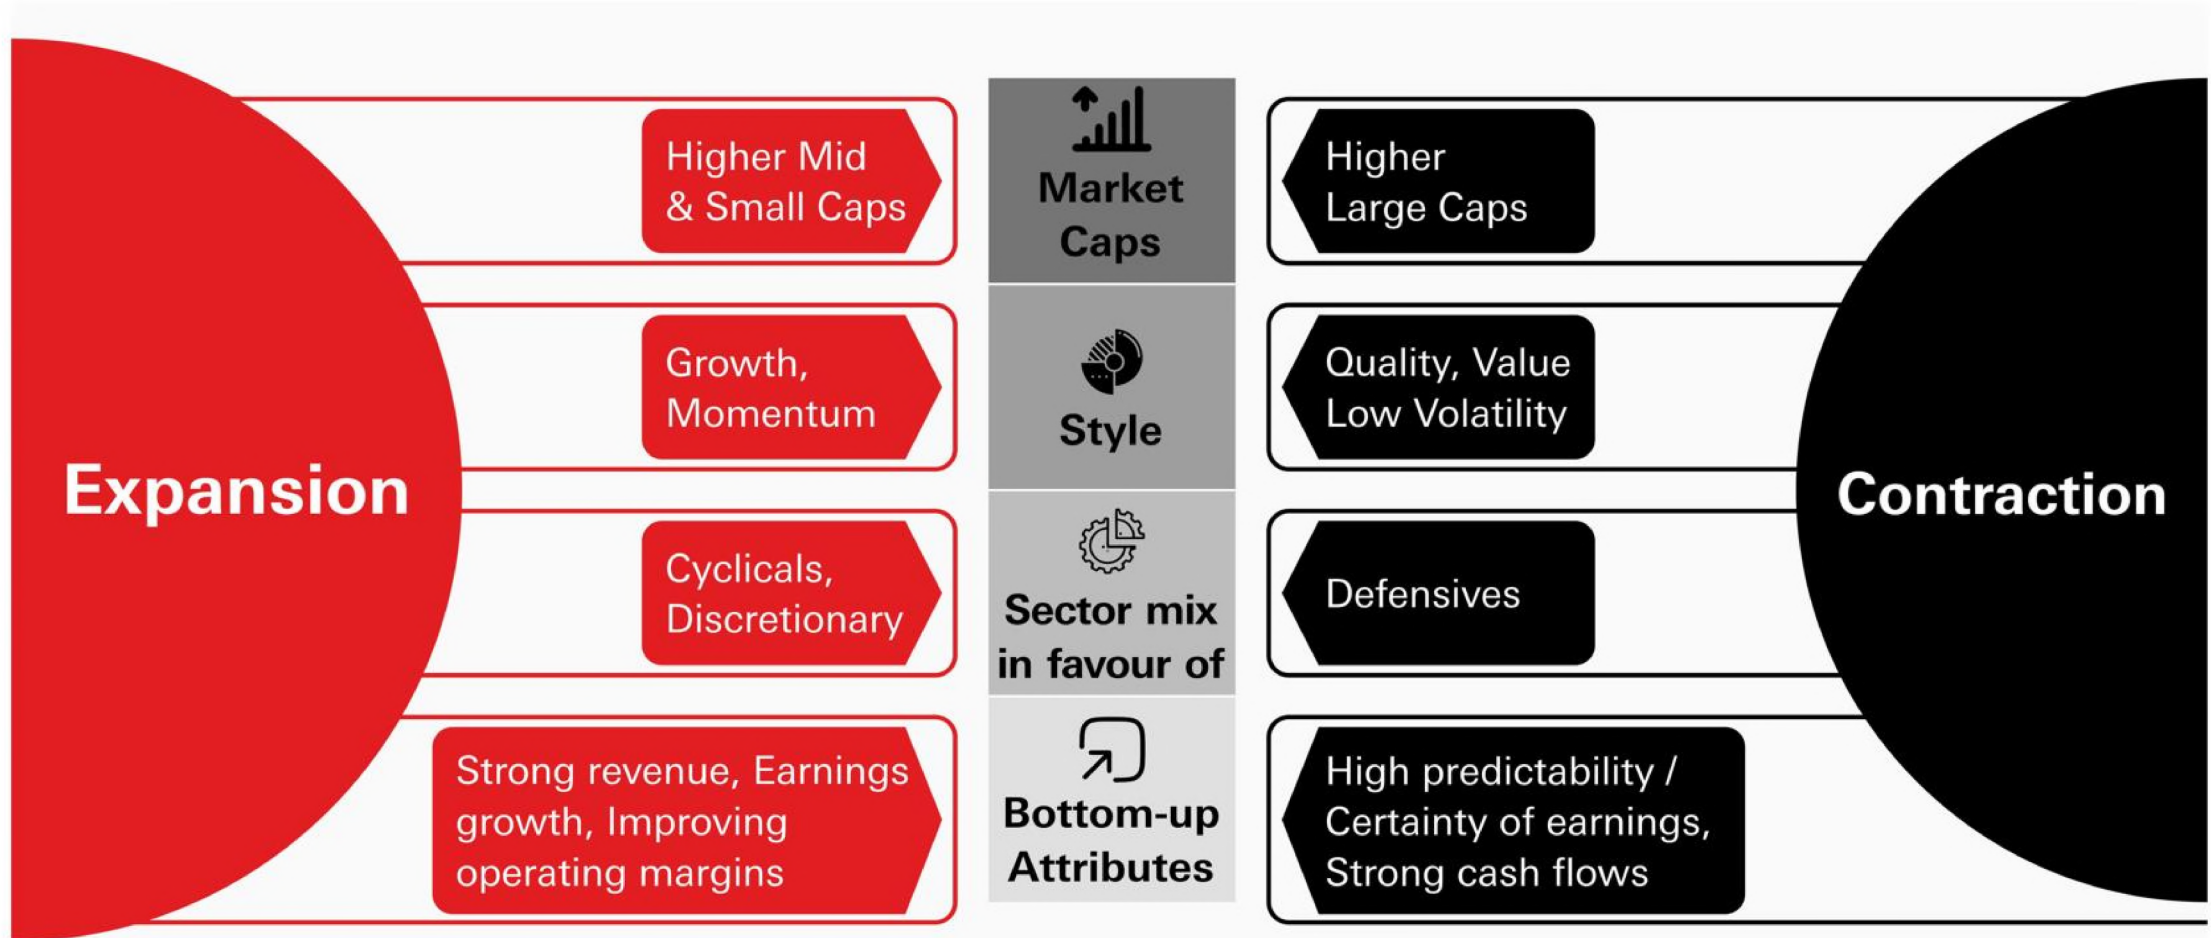 Expansion
Higher Mid
& Small Caps
Market
Caps
Higher
Large Caps
Growth,
Momentum
Style
Quality, Value
Low Volatility
Cyclicals,
Discretionary
Sector mix
in favour of
Defensives
Strong revenue, Earnings
growth, Improving
operating margins
Bottom-up
Attributes
High predictability /
Certainty of earnings,
Strong cash flows
Contraction